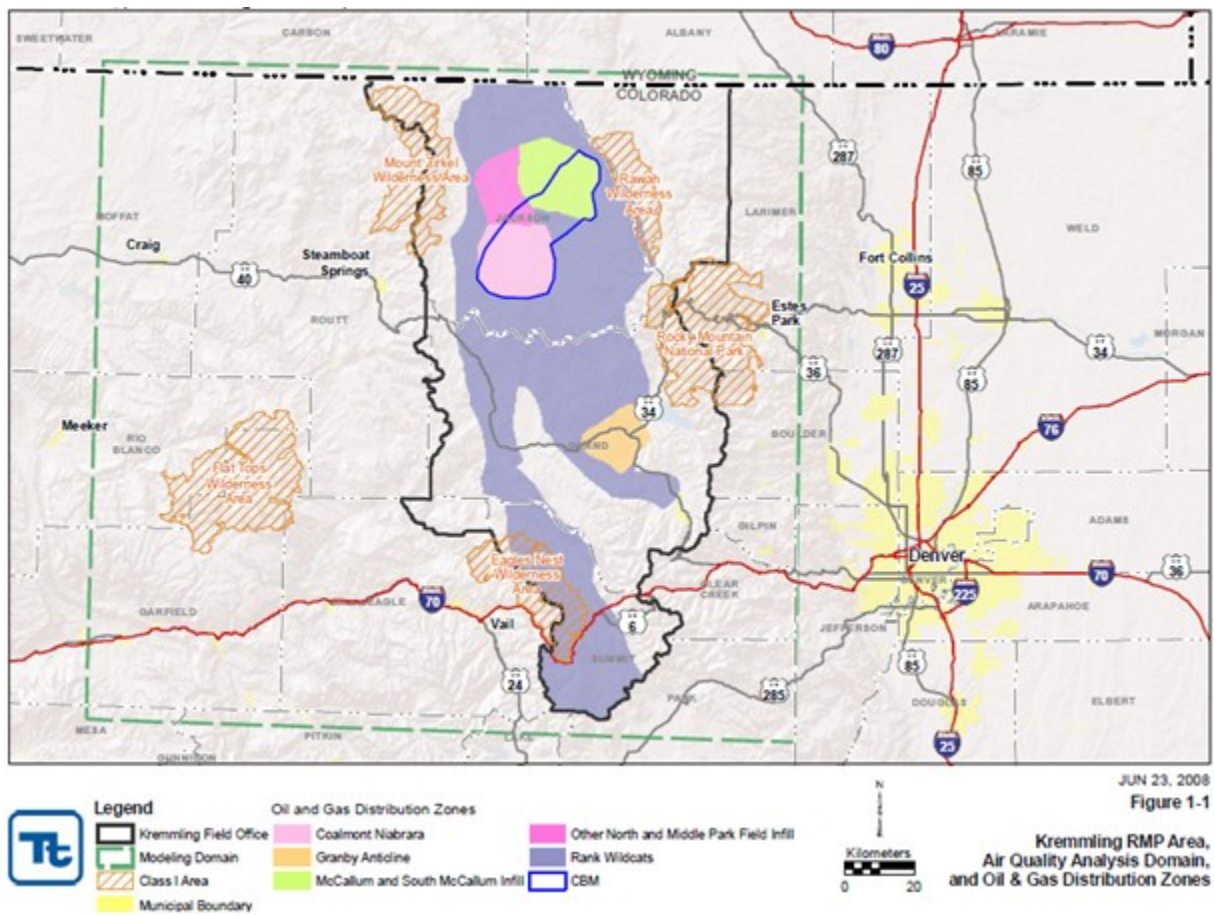 SWEETWATER
CARBON
ALBANY
80
LARAMIE
WYOMING
COLORADO
Mount Zirkel
Wilderness Area
Rawah
Wilderness
Area
287
85
MOFFAT
JACKSON
LARIMER
WELD
Craig
40
Steamboat
Springs
Fort Collins
25
ROUTT
Estes
Park
Rocky Mountain
National Park
MORGAN
287
34
36
85
34
76
Meeker
RIO
BLANCO
GRAND
BOULDER
Flat Tops
Wilderness
Area
GILPIN
ADAMS
Eagles Nest
Wilderness
Area
Denver
DENVER
70
36
GARFIELD
EAGLE
70
CLEAR
CREEK
225
ARAPAHOE
Vail
6
JEFFERSON
SUMMIT
85
24
PARK
285
DOUGLAS
ELBERT
MESA
PITKIN
LAKE
25
GUNNISON
JUN 23, 2008
Figure 1-1
Kremmling RMP Area,
Air Quality Analysis Domain,
and Oil & Gas Distribution Zones
N
Kilometers
0 20
Tt
Legend
Kremmling Field Office
Modeling Domain
Class I Area
Municipal Boundary
Oil and Gas Distribution Zones
Coalmont Niabrara
Granby Anticline
McCallum and South McCallum Infill
Other North and Middle Park Field Infill
Rank Wildcats
CBM